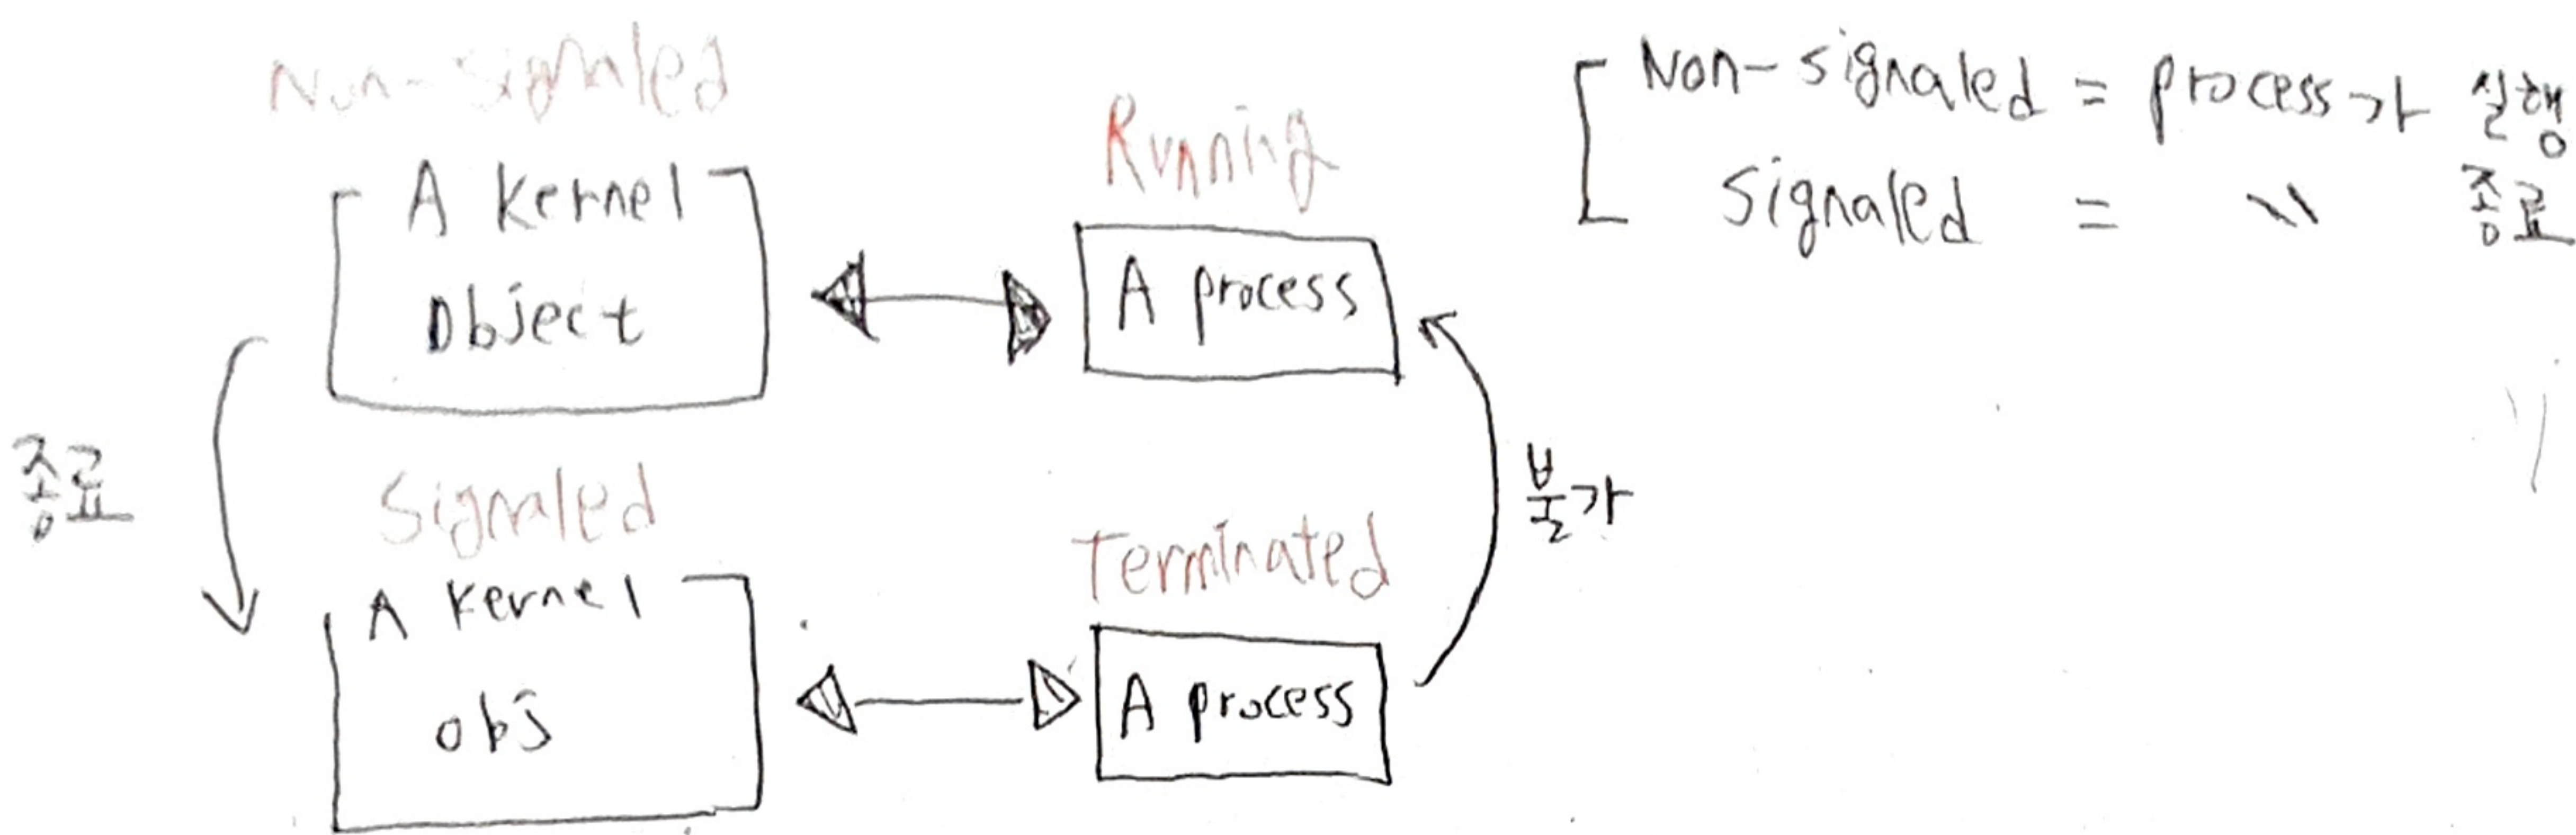 Non-signaled
Running
A kernel
Object
A process
Non-signaled = process가 실행
Signaled = 〃 종료
종료
불가
Signaled
Terminated
A kernel
obj
A process